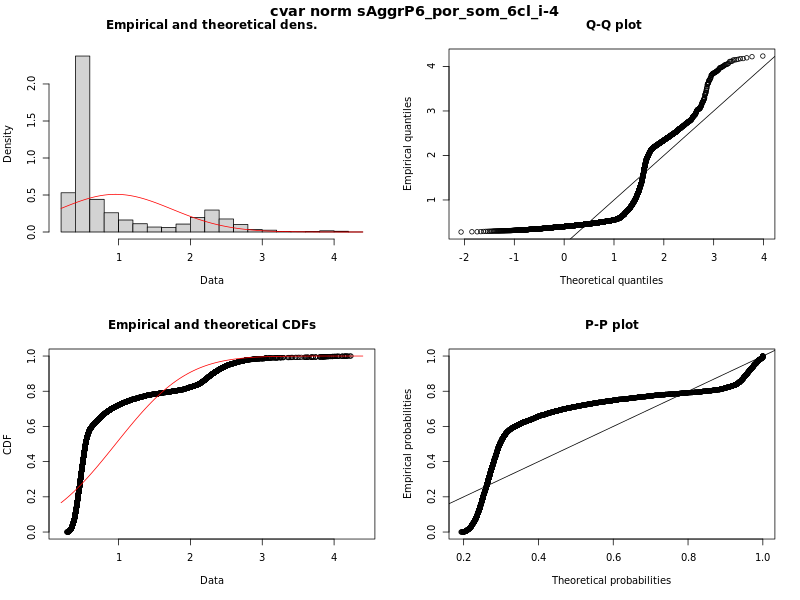 cvar norm sAggrP6_por_som_6cl_i-4
Empirical and theoretical dens.
Density
0.0 0.5 1.0 1.5 2.0
1 2 3 4
Data
Q-Q plot
Empirical quantiles
1 2 3 4
-2 -1 0 1 2 3 4
Theoretical quantiles
Empirical and theoretical CDFs
CDF
0.0 0.2 0.4 0.6 0.8 1.0
1 2 3 4
Data
P-P plot
Empirical probabilities
0.0 0.2 0.4 0.6 0.8 1.0
0.2 0.4 0.6 0.8 1.0
Theoretical probabilities